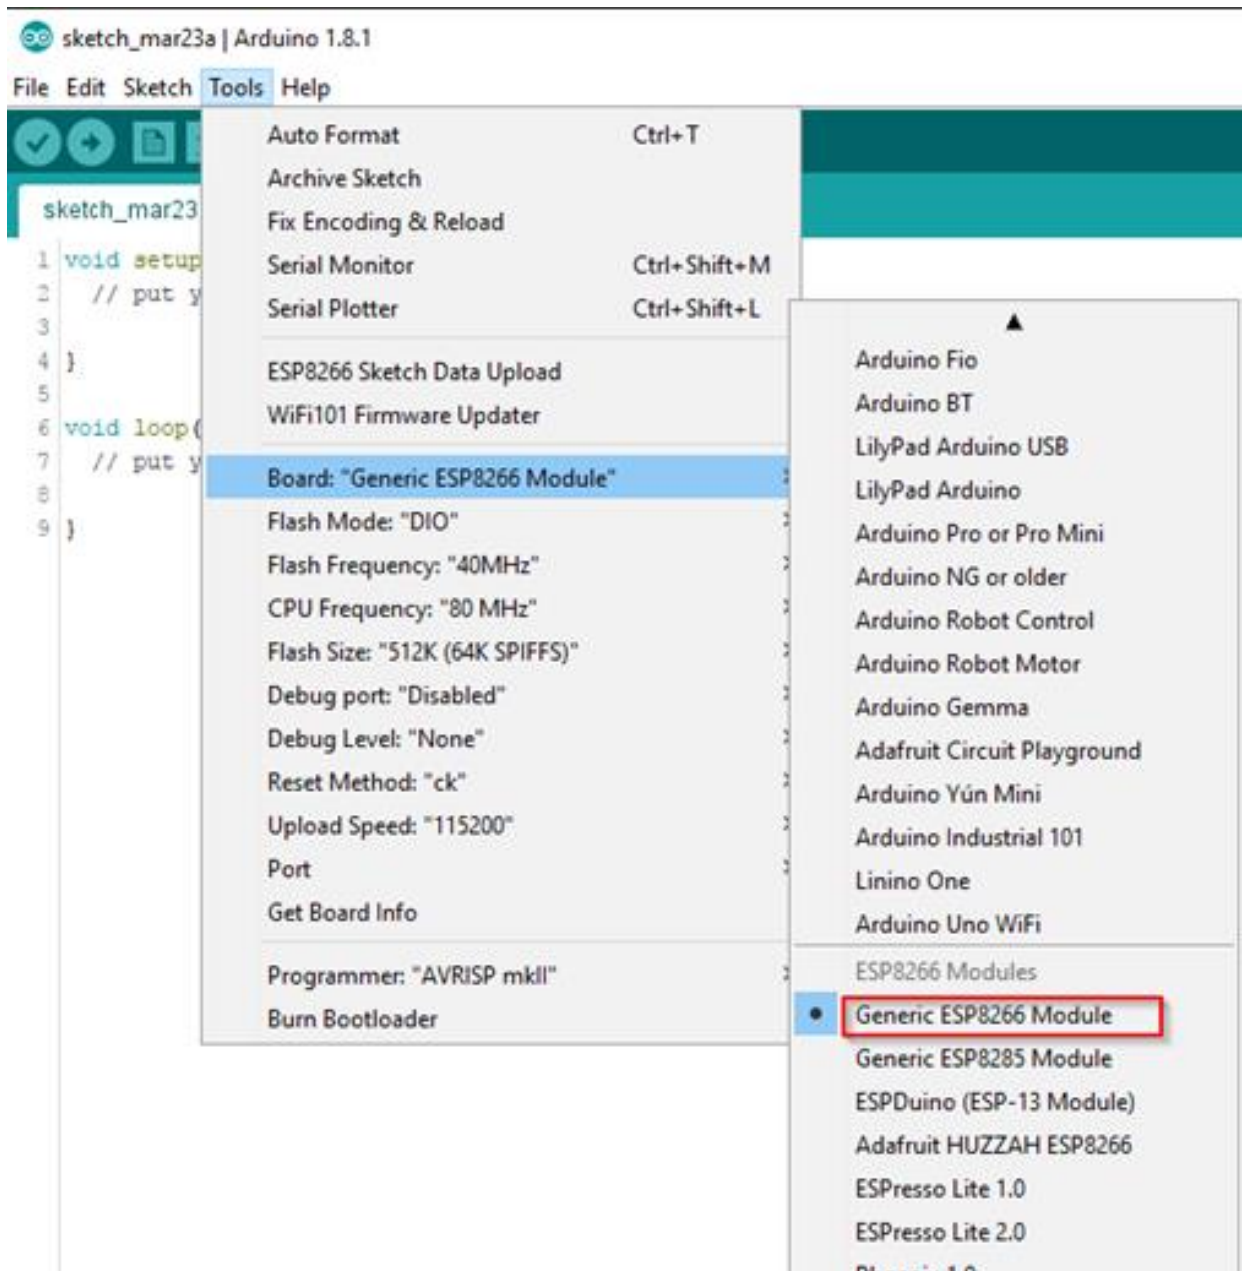 sketch_mar23a | Arduino 1.8.1
File Edit Sketch Tools Help
Auto Format Ctrl+T
Archive Sketch
Fix Encoding & Reload
Serial Monitor Ctrl+Shift+M
Serial Plotter Ctrl+Shift+L
ESP8266 Sketch Data Upload
WiFi101 Firmware Updater
Board: "Generic ESP8266 Module"
Flash Mode: "DIO"
Flash Frequency: "40MHz"
CPU Frequency: "80 MHz"
Flash Size: "512K (64K SPIFFS)"
Debug port: "Disabled"
Debug Level: "None"
Reset Method: "ck"
Upload Speed: "115200"
Port
Get Board Info
Programmer: "AVRISP mkII"
Burn Bootloader
sketch_mar23
1 void setup
2 // put y
3
4 }
5
6 void loop(
7 // put y
8
9 }
Arduino Fio
Arduino BT
LilyPad Arduino USB
LilyPad Arduino
Arduino Pro or Pro Mini
Arduino NG or older
Arduino Robot Control
Arduino Robot Motor
Arduino Gemma
Adafruit Circuit Playground
Arduino Yún Mini
Arduino Industrial 101
Linino One
Arduino Uno WiFi
ESP8266 Modules
Generic ESP8266 Module
Generic ESP8285 Module
ESPDuino (ESP-13 Module)
Adafruit HUZZAH ESP8266
ESPresso Lite 1.0
ESPresso Lite 2.0